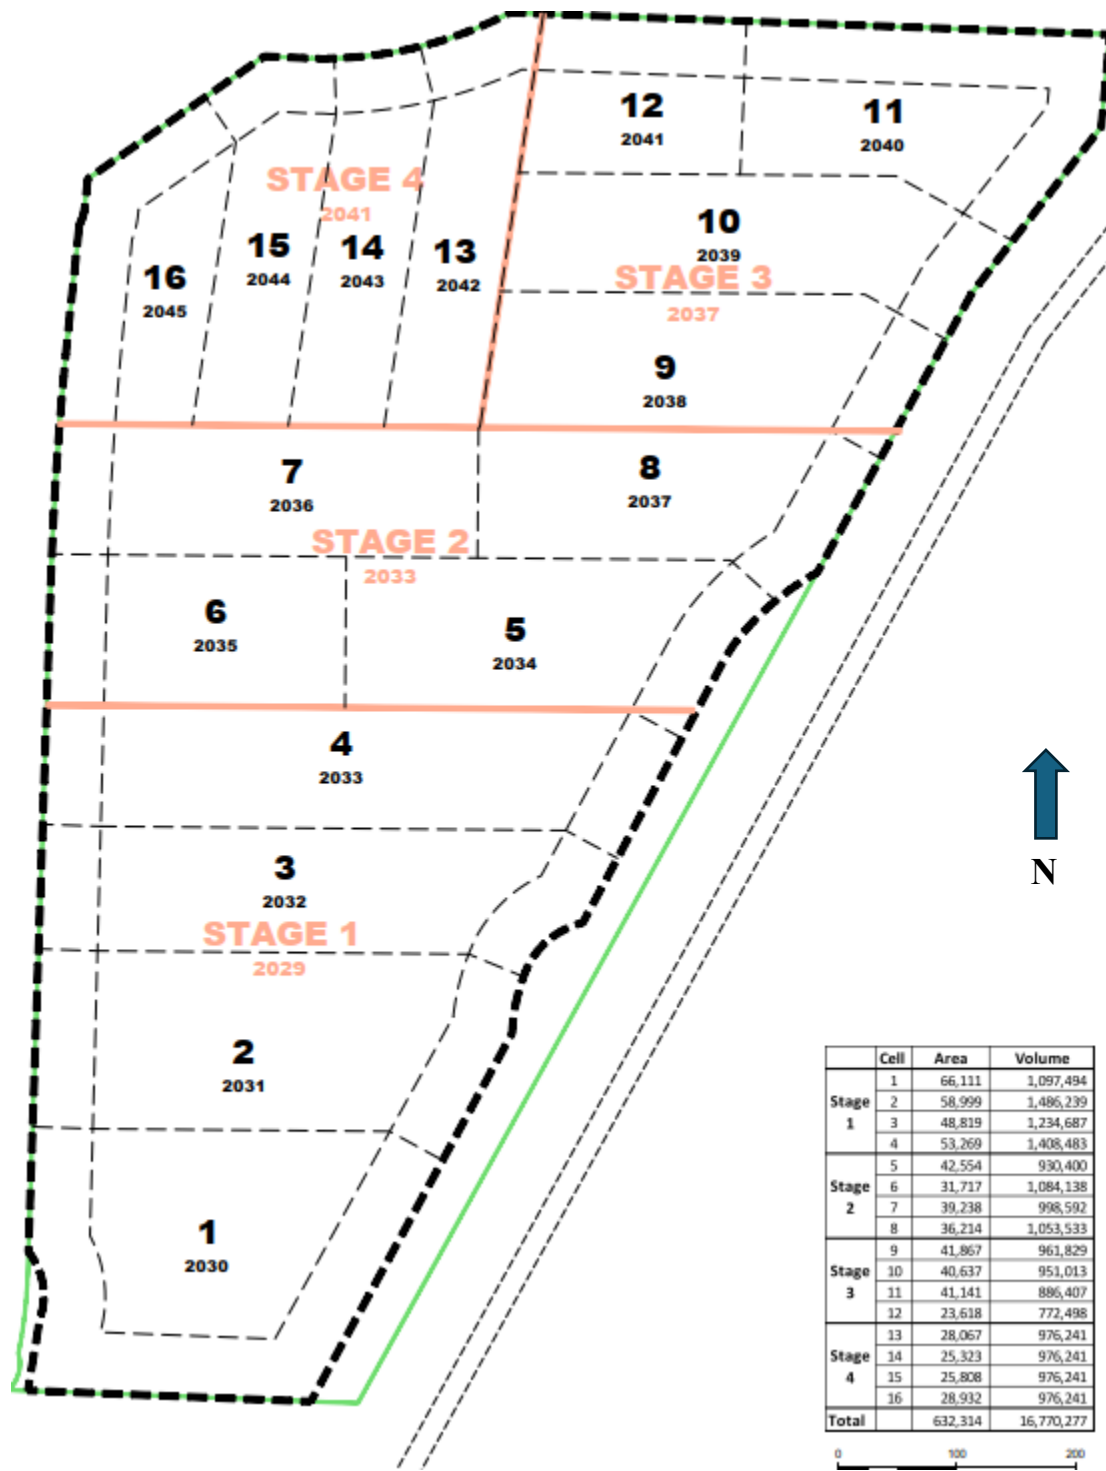 12
2041
11
2040
STAGE 4
2041
10
2039
15
2044
14
2043
13
2042
16
2045
STAGE 3
2037
9
2038
7
2036
8
2037
STAGE 2
2033
6
2035
5
2034
4
2033
3
2032
STAGE 1
2029
2
2031
1
2030
N
Cell Area Volume
Stage 1
1 66,111 1,097,494
2 58,999 1,486,239
3 48,819 1,234,687
4 53,269 1,408,483
Stage 2
5 42,554 930,400
6 31,717 1,084,138
7 39,238 998,592
8 36,214 1,053,533
Stage 3
9 41,867 961,829
10 40,637 951,013
11 41,141 886,407
12 23,618 772,498
Stage 4
13 28,067 976,241
14 25,323 976,241
15 25,808 976,241
16 28,932 976,241
Total 632,314 16,770,277
0 100 200